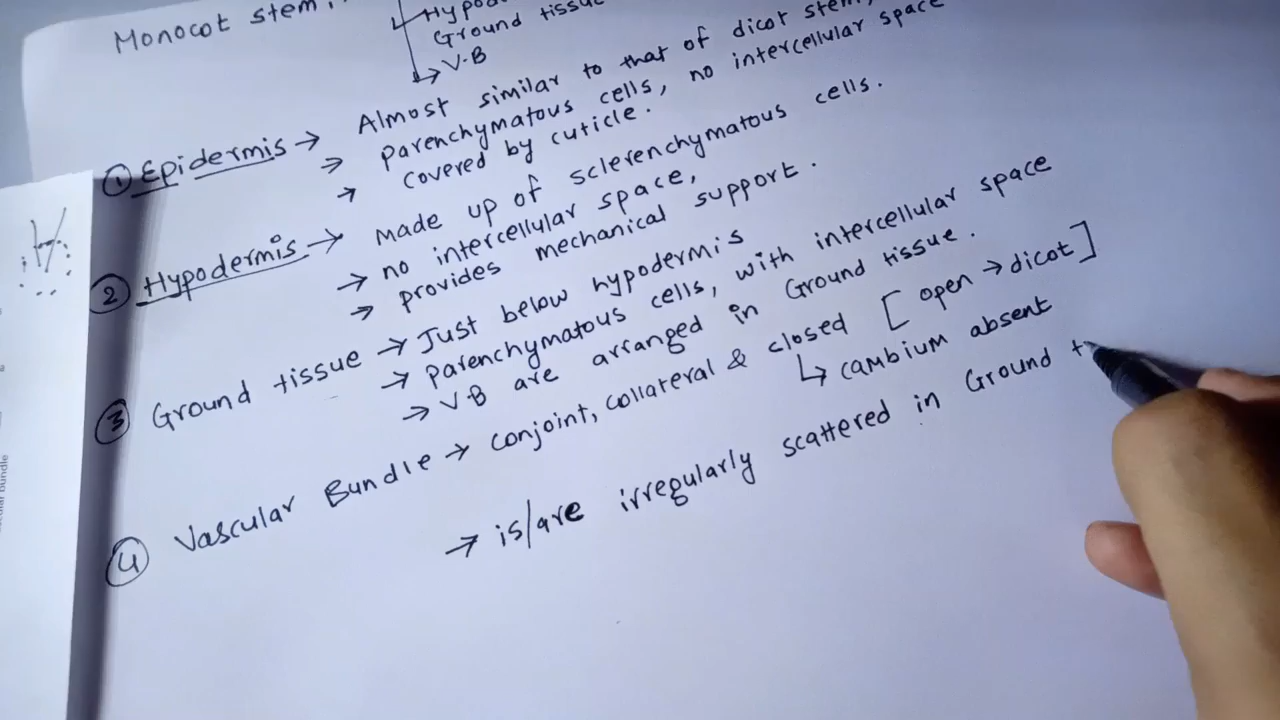 Monocot stem:
Hypod
Ground tissue
→ V.B
① Epidermis → Almost similar to that of dicot stem,
→ parenchymatous cells, no intercellular space
→ covered by cuticle.
② Hypodermis → Made up of sclerenchymatous cells.
→ no intercellular space,
→ provides mechanical support.
③ Ground tissue → Just below hypodermis
→ parenchymatous cells, with intercellular space
→ V.B are arranged in Ground tissue.
④ Vascular Bundle → conjoint, collateral & closed [open → dicot]
↳ cambium absent
→ is/are irregularly scattered in Ground t